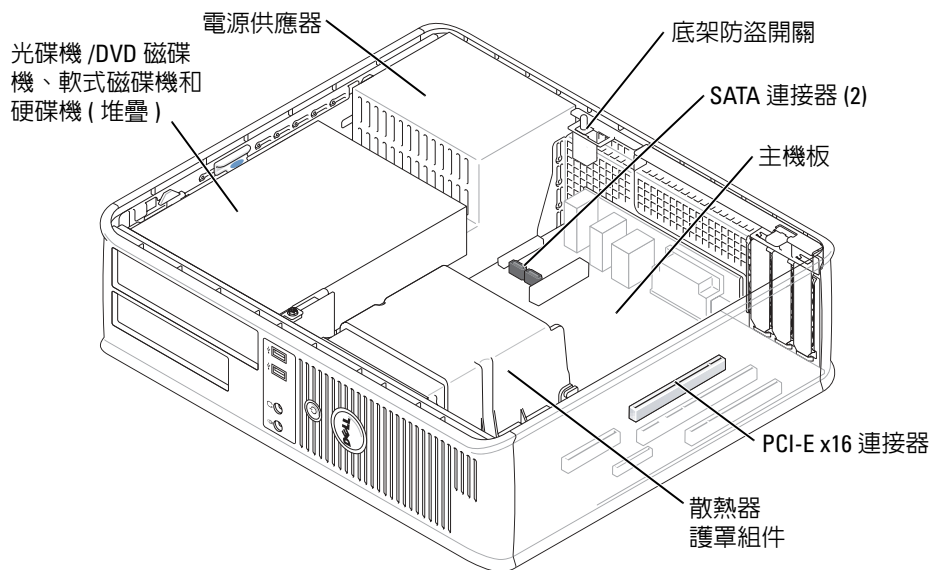 電源供應器
光碟機 /DVD 磁碟
機、軟式磁碟機和
硬碟機 ( 堆疊 )
底架防盜開關
SATA 連接器 (2)
主機板
DELL
PCI-E x16 連接器
散熱器
護罩組件